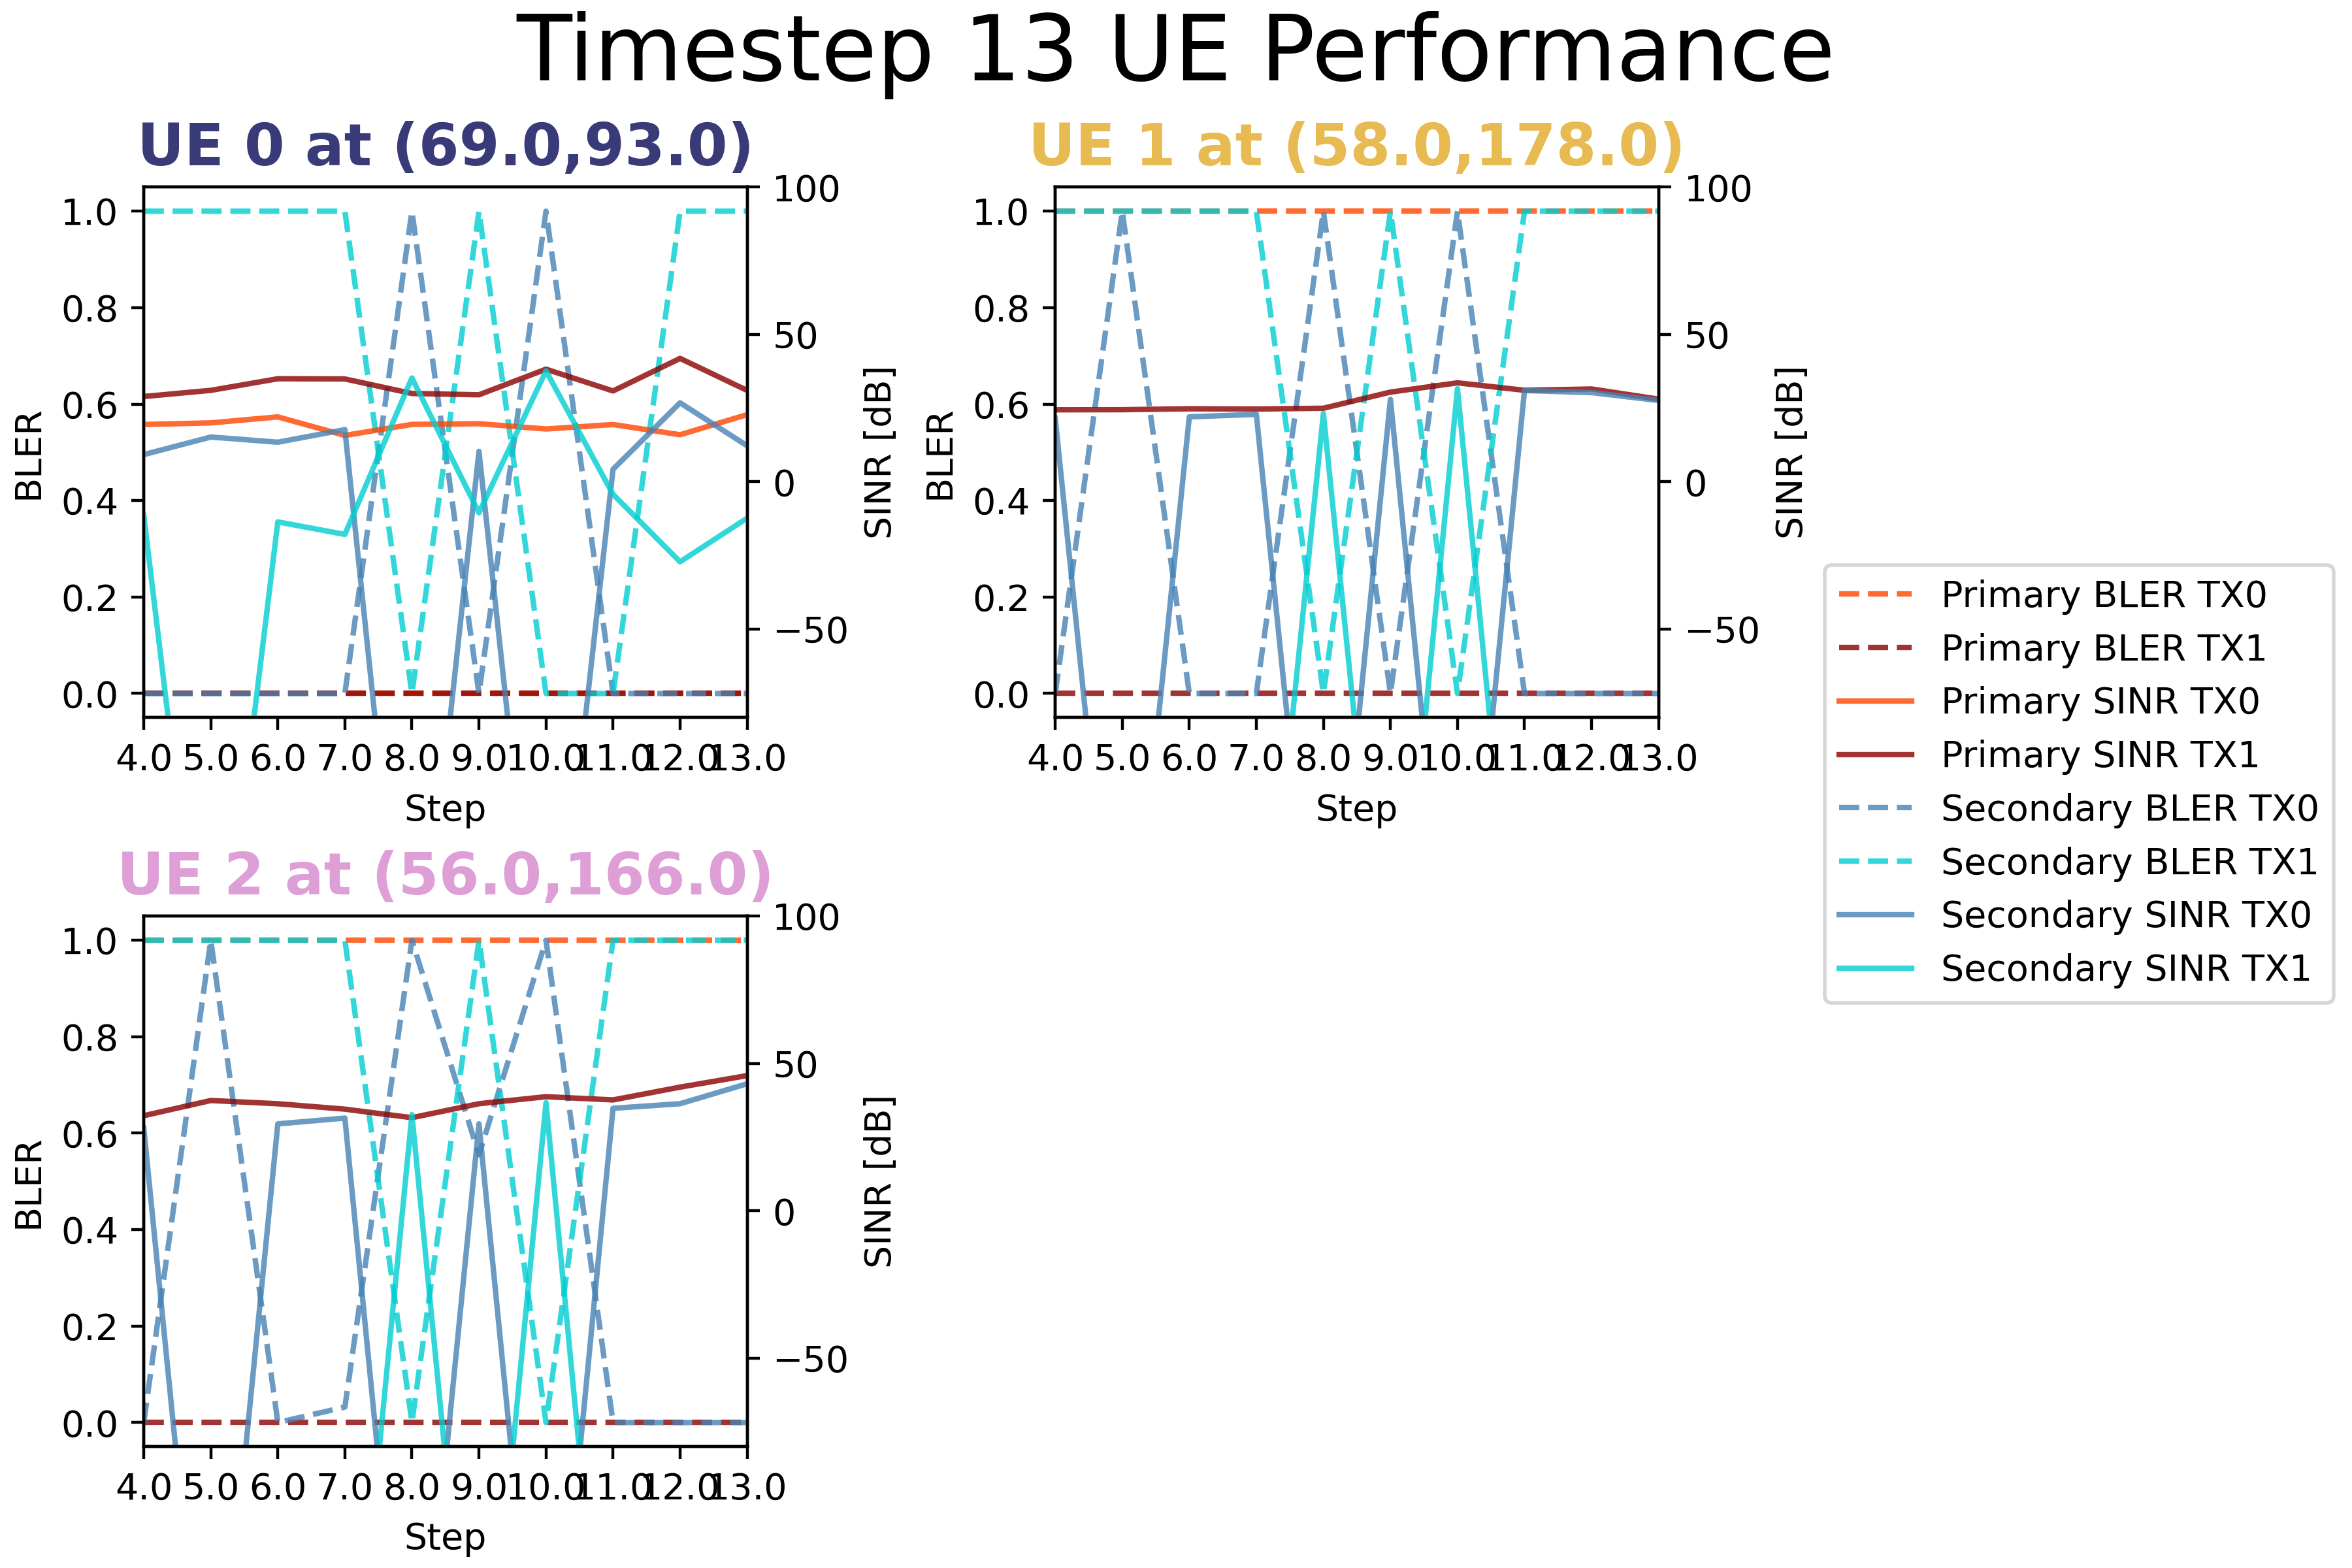 Timestep 13 UE Performance
UE 0 at (69.0,93.0)
1.0
0.8
0.6
0.4
0.2
0.0
BLER
100
50
0
−50
SINR [dB]
4.0 5.0 6.0 7.0 8.0 9.0 10.0 11.0 12.0 13.0
Step
UE 1 at (58.0,178.0)
1.0
0.8
0.6
0.4
0.2
0.0
BLER
100
50
0
−50
SINR [dB]
4.0 5.0 6.0 7.0 8.0 9.0 10.0 11.0 12.0 13.0
Step
UE 2 at (56.0,166.0)
1.0
0.8
0.6
0.4
0.2
0.0
BLER
100
50
0
−50
SINR [dB]
4.0 5.0 6.0 7.0 8.0 9.0 10.0 11.0 12.0 13.0
Step
Primary BLER TX0
Primary BLER TX1
Primary SINR TX0
Primary SINR TX1
Secondary BLER TX0
Secondary BLER TX1
Secondary SINR TX0
Secondary SINR TX1